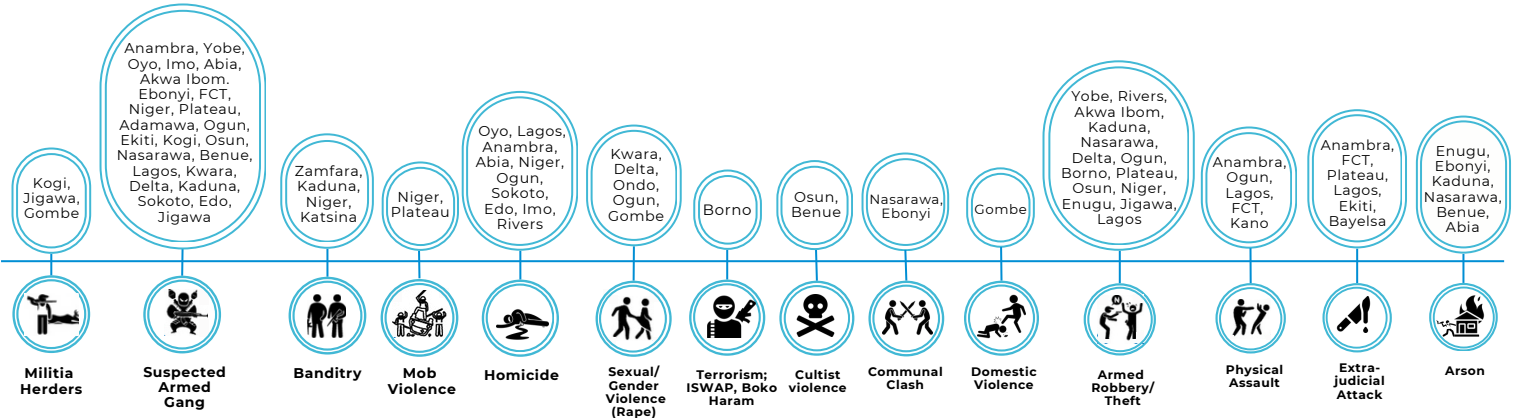 Kogi,
Jigawa,
Gombe
Anambra, Yobe,
Oyo, Imo, Abia,
Akwa Ibom.
Ebonyi, FCT,
Niger, Plateau,
Adamawa, Ogun,
Ekiti, Kogi, Osun,
Nasarawa, Benue,
Lagos, Kwara,
Delta, Kaduna,
Sokoto, Edo,
Jigawa
Zamfara,
Kaduna,
Niger,
Katsina
Niger,
Plateau
Oyo, Lagos,
Anambra,
Abia, Niger,
Ogun,
Sokoto,
Edo, Imo,
Rivers
Kwara,
Delta,
Ondo,
Ogun,
Gombe
Borno
Osun,
Benue
Nasarawa,
Ebonyi
Gombe
Yobe, Rivers,
Akwa Ibom,
Kaduna,
Nasarawa,
Delta, Ogun,
Borno, Plateau,
Osun, Niger,
Enugu, Jigawa,
Lagos
Anambra,
Ogun,
Lagos,
FCT,
Kano
Anambra,
FCT,
Plateau,
Lagos,
Ekiti,
Bayelsa
Enugu,
Ebonyi,
Kaduna,
Nasarawa,
Benue,
Abia
N
Militia
Herders
Suspected
Armed
Gang
Banditry
Mob
Violence
Homicide
Sexual/
Gender
Violence
(Rape)
Terrorism;
ISWAP, Boko
Haram
Cultist
violence
Communal
Clash
Domestic
Violence
Armed
Robbery/
Theft
Physical
Assault
Extra-
judicial
Attack
Arson